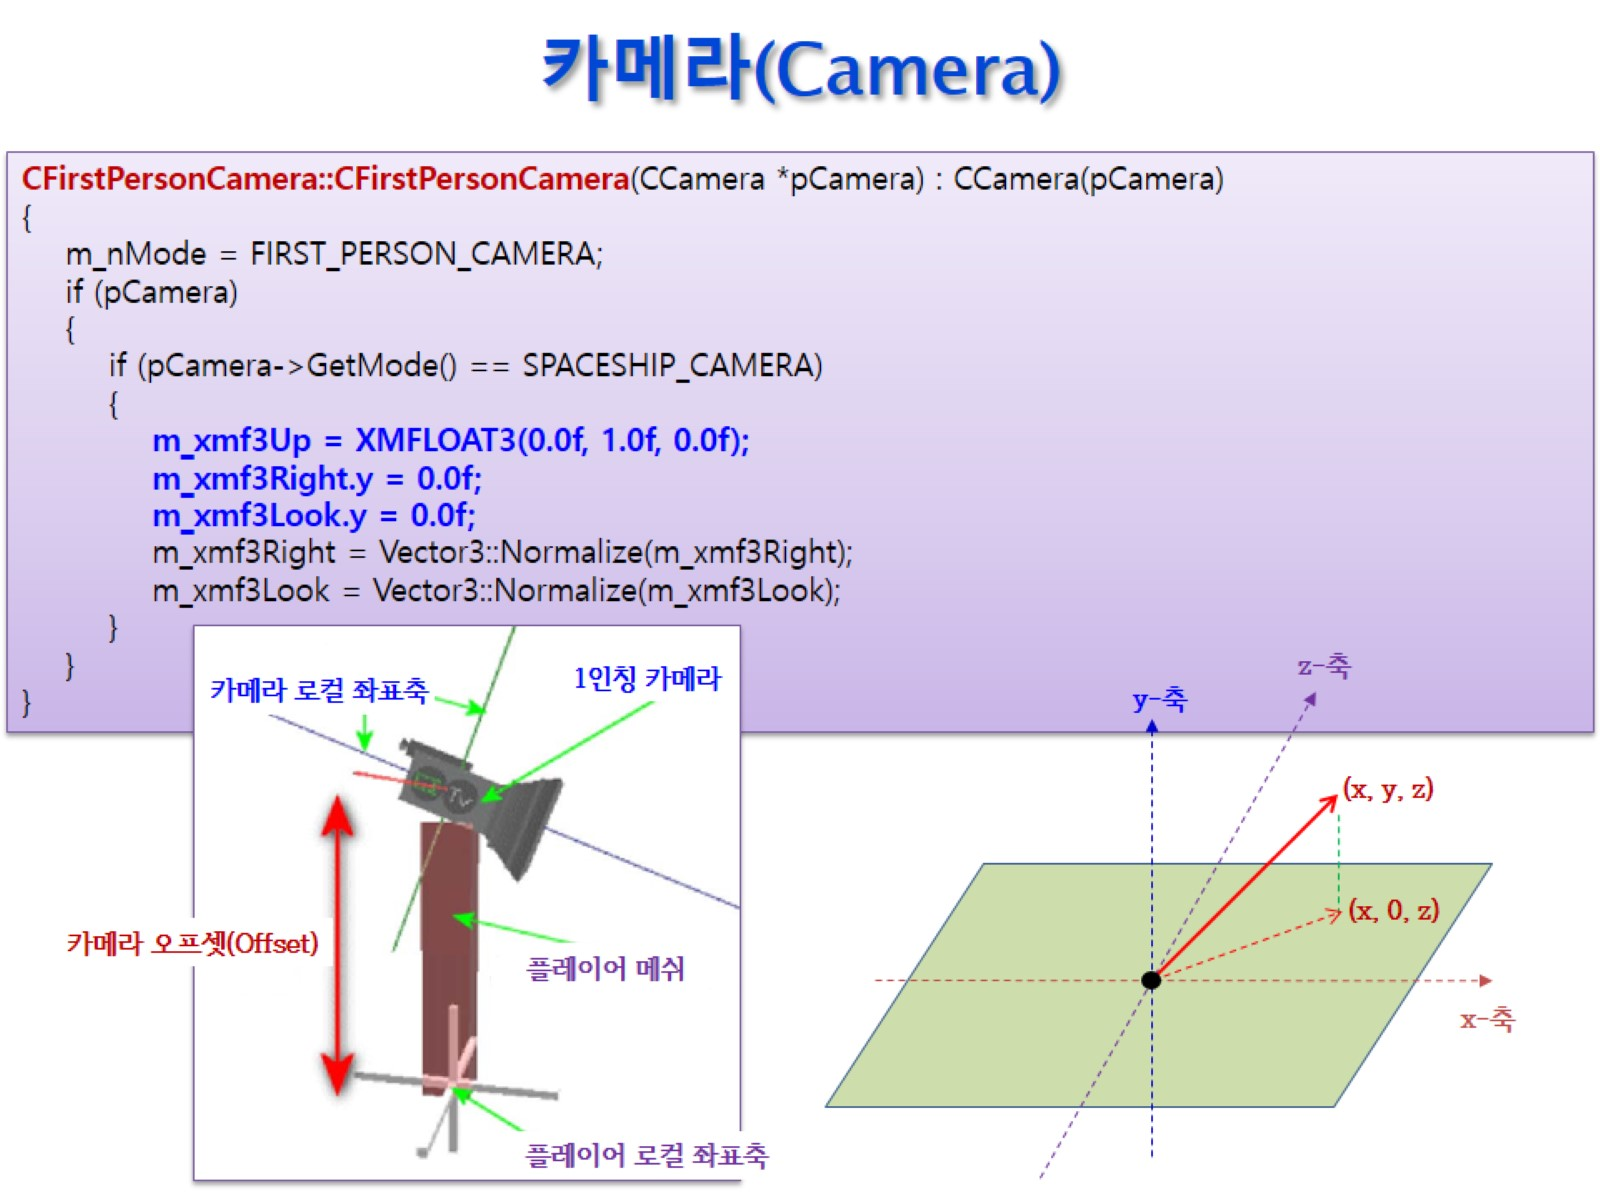 카메라(Camera)
CFirstPersonCamera::CFirstPersonCamera(CCamera *pCamera) : CCamera(pCamera)
{
m_nMode = FIRST_PERSON_CAMERA;
if (pCamera)
{
if (pCamera->GetMode() == SPACESHIP_CAMERA)
{
m_xmf3Up = XMFLOAT3(0.0f, 1.0f, 0.0f);
m_xmf3Right.y = 0.0f;
m_xmf3Look.y = 0.0f;
m_xmf3Right = Vector3::Normalize(m_xmf3Right);
m_xmf3Look = Vector3::Normalize(m_xmf3Look);
}
}
}
카메라 로컬 좌표축
1인칭 카메라
TV
카메라 오프셋(Offset)
플레이어 메쉬
플레이어 로컬 좌표축
y-축
z-축
(x, y, z)
(x, 0, z)
x-축